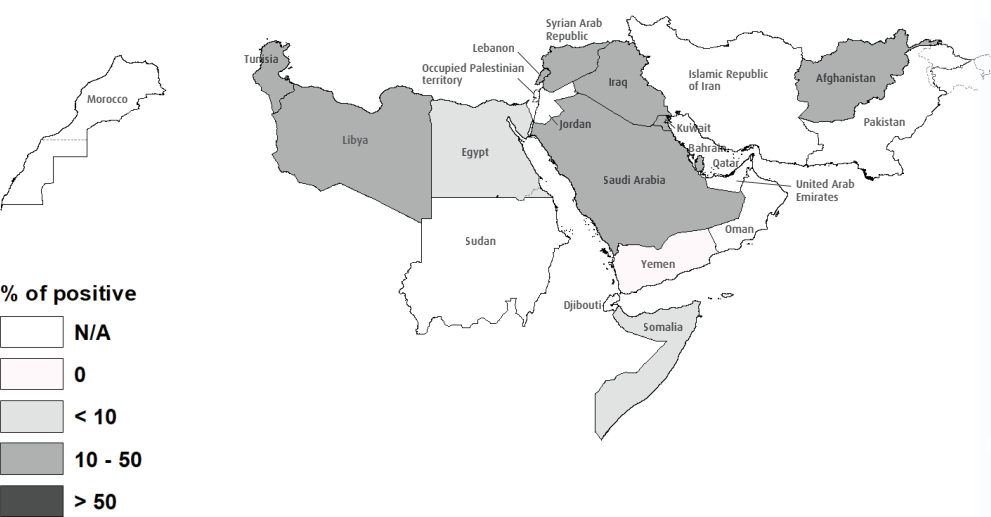 Syrian Arab
Republic
Lebanon
Tunisia
Occupied Palestinian
territory
Islamic Republic
of Iran
Iraq
Afghanistan
Morocco
Pakistan
Jordan
Kuwait
Libya
Bahrain
Egypt
Qatar
Saudi Arabia
United Arab
Emirates
Oman
Sudan
Yemen
Djibouti
Somalia
% of positive
N/A
0
< 10
10 - 50
> 50